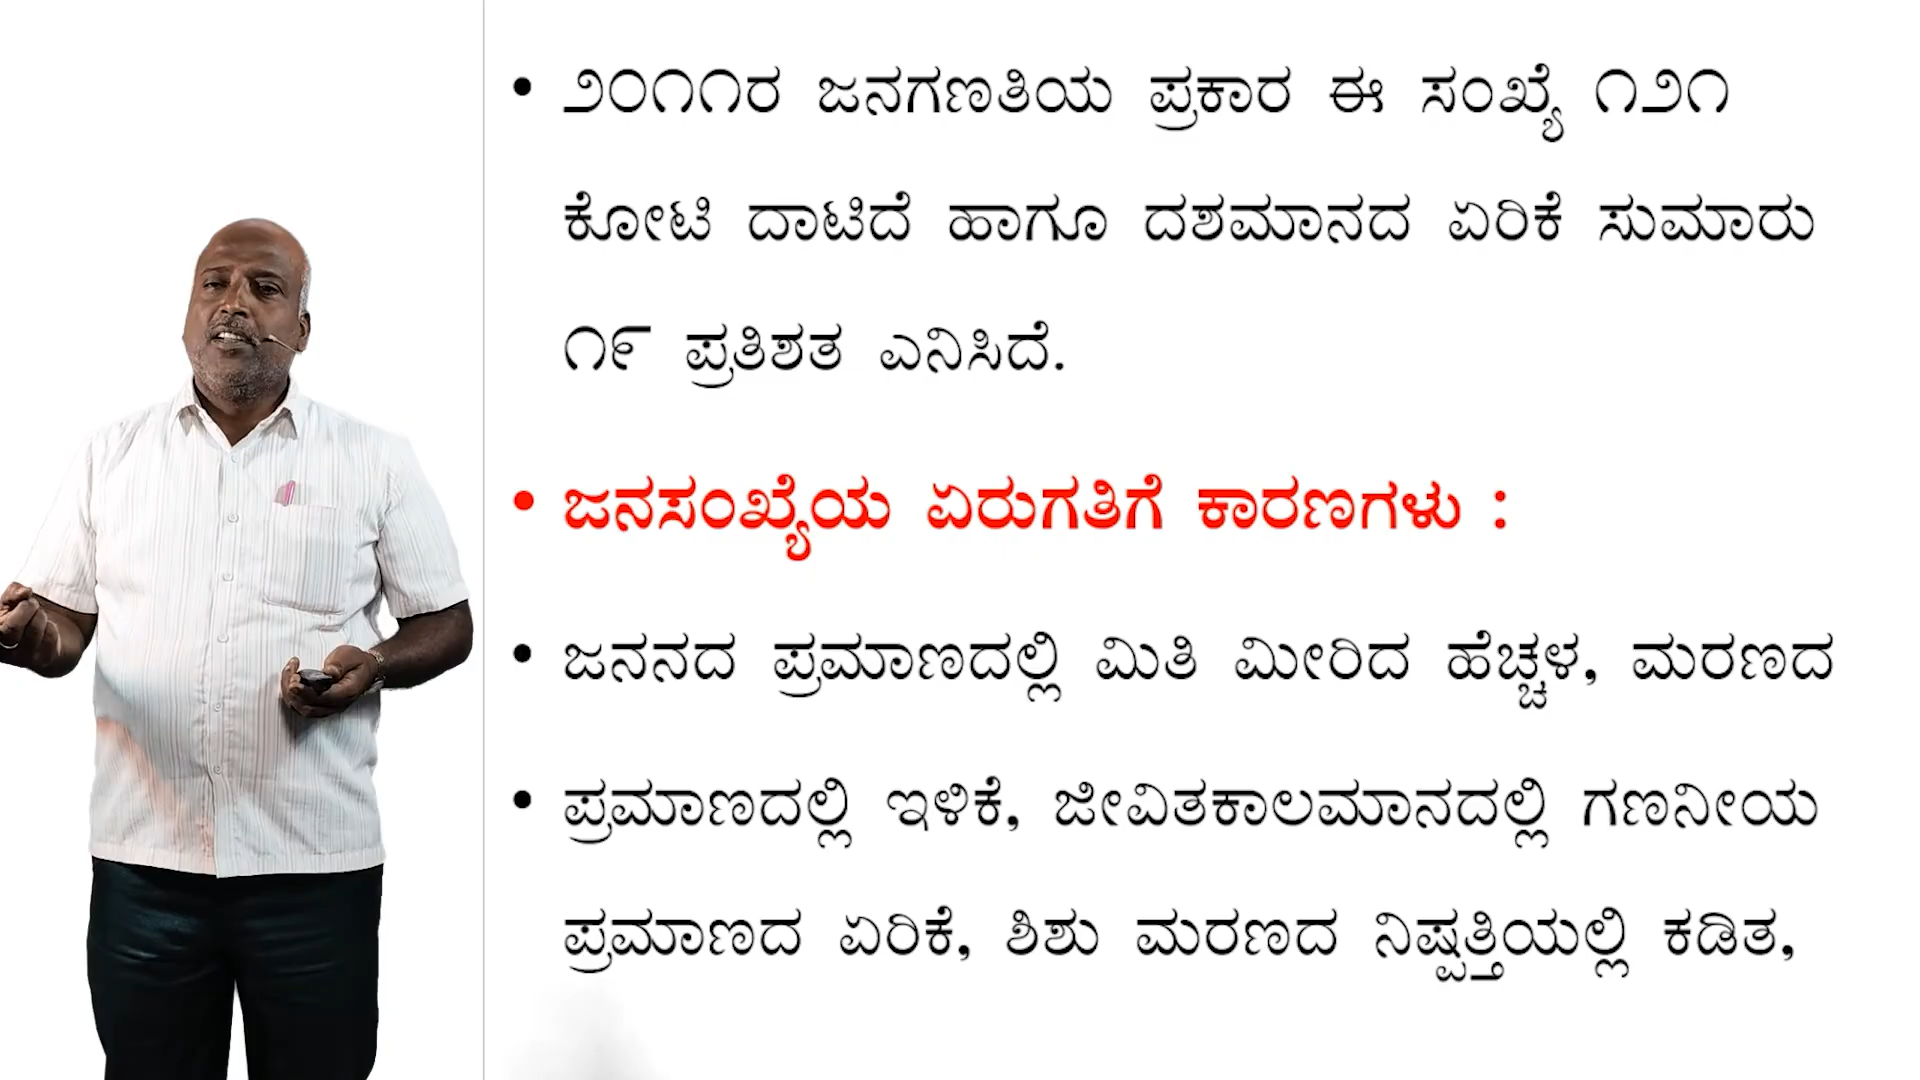 • ೨೦೧೧ರ ಜನಗಣತಿಯ ಪ್ರಕಾರ ಈ ಸಂಖ್ಯೆ ೧೨೧
ಕೋಟಿ ದಾಟಿದೆ ಹಾಗೂ ದಶಮಾನದ ಏರಿಕೆ ಸುಮಾರು
೧೯ ಪ್ರತಿಶತ ಎನಿಸಿದೆ.
• ಜನಸಂಖ್ಯೆಯ ಏರುಗತಿಗೆ ಕಾರಣಗಳು :
• ಜನನದ ಪ್ರಮಾಣದಲ್ಲಿ ಮಿತಿ ಮೀರಿದ ಹೆಚ್ಚಳ, ಮರಣದ
• ಪ್ರಮಾಣದಲ್ಲಿ ಇಳಿಕೆ, ಜೀವಿತಕಾಲಮಾನದಲ್ಲಿ ಗಣನೀಯ
ಪ್ರಮಾಣದ ಏರಿಕೆ, ಶಿಶು ಮರಣದ ನಿಷ್ಪತ್ತಿಯಲ್ಲಿ ಕಡಿತ,